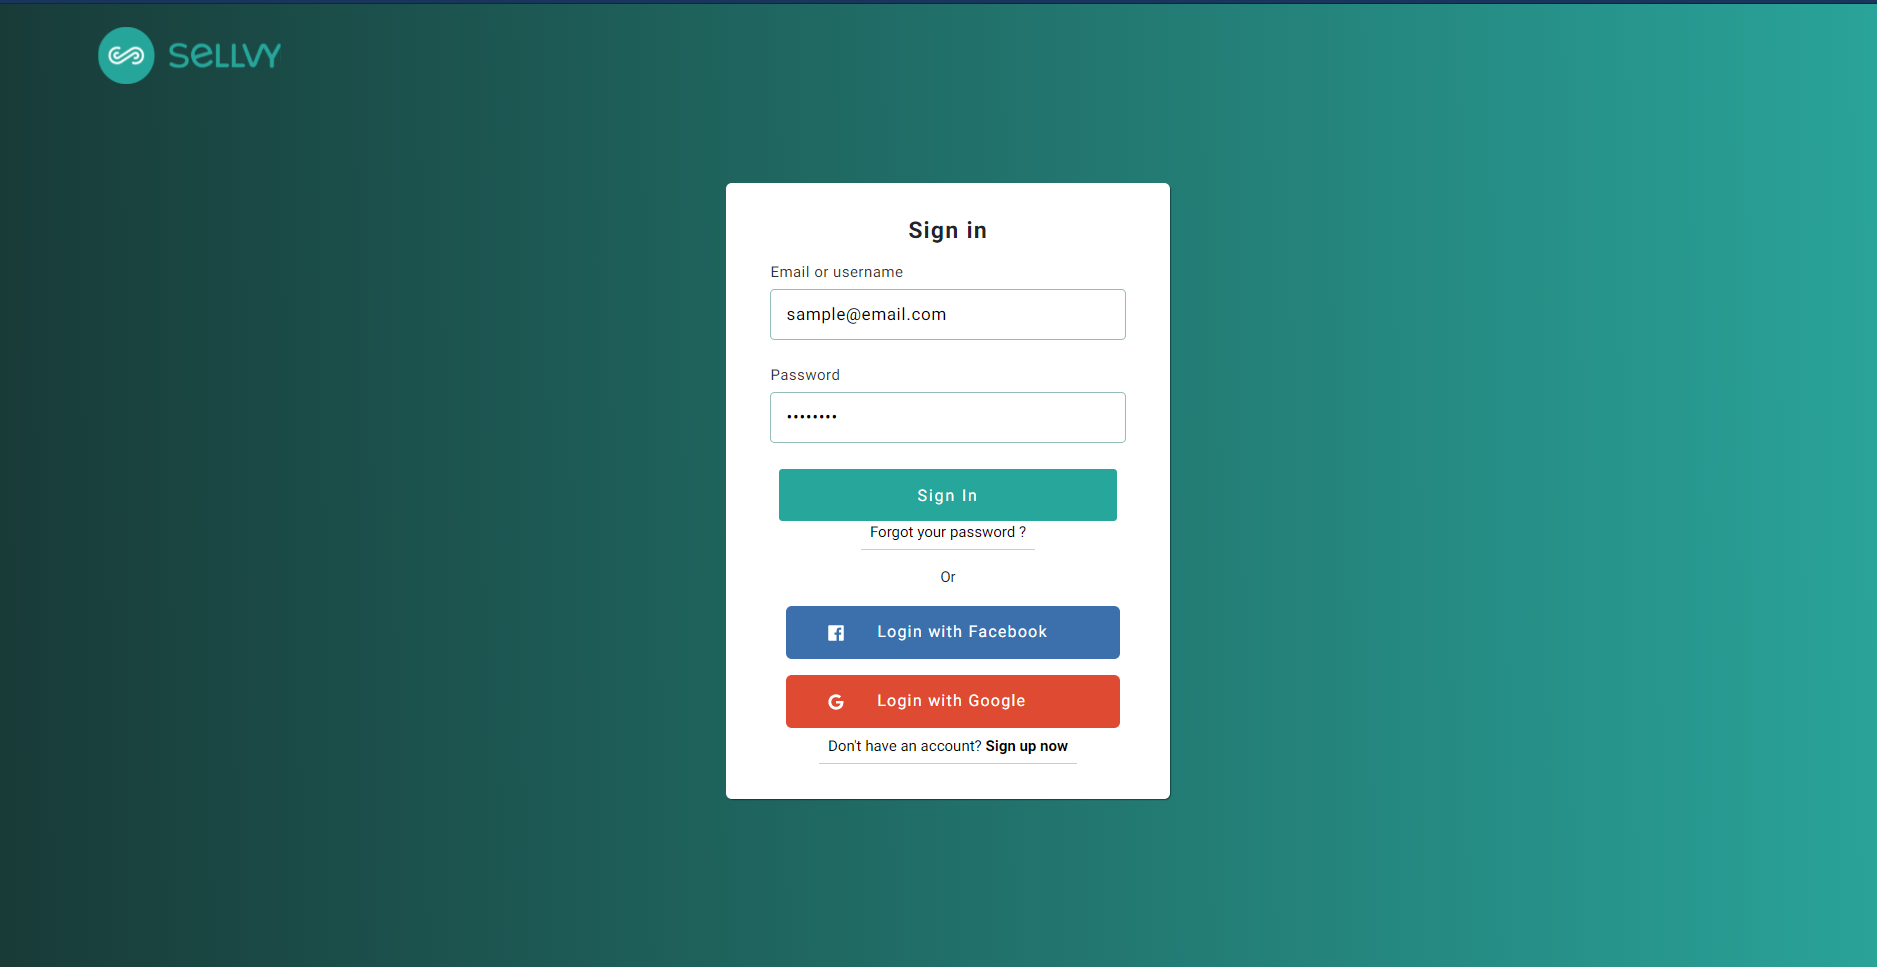 SELLVY
Sign in
Email or username
sample@email.com
Password
••••••••
Sign In
Forgot your password ?
Or
Login with Facebook
Login with Google
Don't have an account? Sign up now